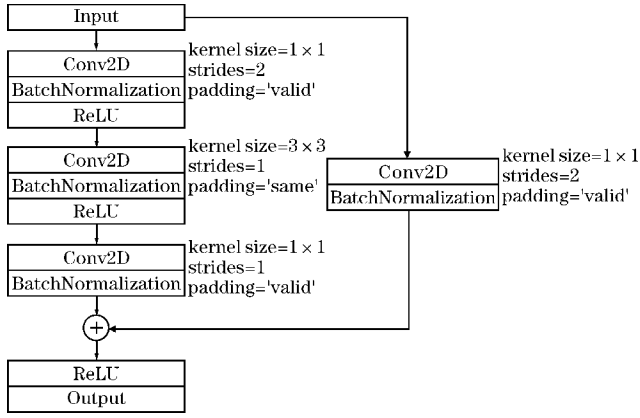 Input
Conv2D
BatchNormalization
ReLU
kernel size=1×1
strides=2
padding='valid'
Conv2D
BatchNormalization
ReLU
kernel size=3×3
strides=1
padding='same'
Conv2D
BatchNormalization
kernel size=1×1
strides=2
padding='valid'
Conv2D
BatchNormalization
kernel size=1×1
strides=1
padding='valid'
+
ReLU
Output